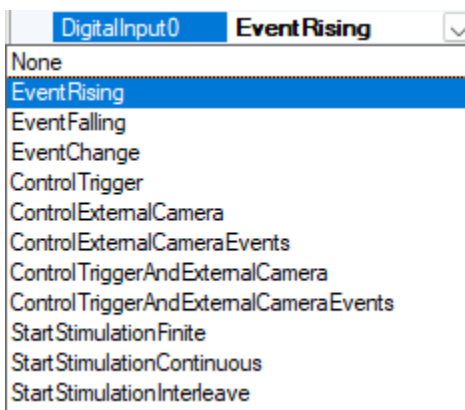 DigitalInput0 EventRising
None
EventRising
EventFalling
EventChange
ControlTrigger
ControlExternalCamera
ControlExternalCameraEvents
ControlTriggerAndExternalCamera
ControlTriggerAndExternalCameraEvents
StartStimulationFinite
StartStimulationContinuous
StartStimulationInterleave